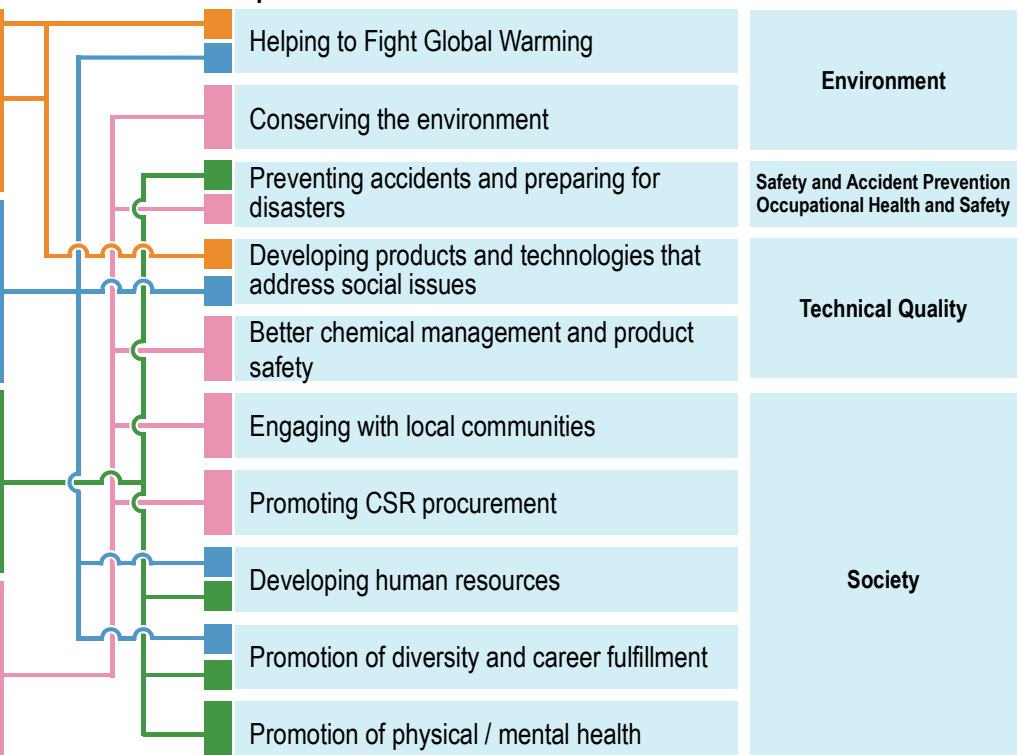 Helping to Fight Global Warming
Environment
Conserving the environment
Preventing accidents and preparing for
disasters
Safety and Accident Prevention
Occupational Health and Safety
Developing products and technologies that
address social issues
Technical Quality
Better chemical management and product
safety
Engaging with local communities
Promoting CSR procurement
Developing human resources
Society
Promotion of diversity and career fulfillment
Promotion of physical / mental health